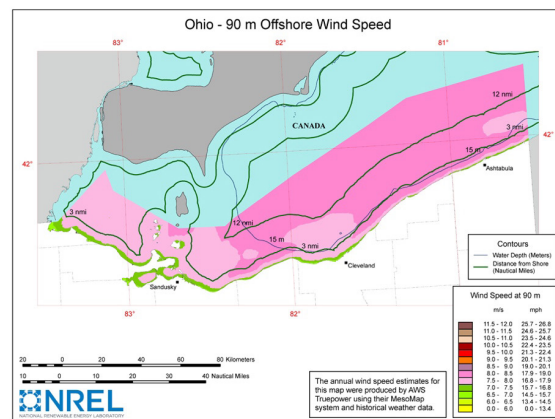 Ohio - 90 m Offshore Wind Speed
83°
82°
81°
12 nmi
CANADA
3 nmi
42°
15 m
42°
Ashtabula
3 nmi
12 nmi
15 m
3 nmi
Cleveland
Sandusky
83°
82°
Contours
Water Depth (Meters)
Distance from Shore
(Nautical Miles)
Wind Speed at 90 m
m/s mph
11.5 - 12.0 25.7 - 26.8
11.0 - 11.5 24.6 - 25.7
10.5 - 11.0 23.5 - 24.6
10.0 - 10.5 22.4 - 23.5
9.5 - 10.0 21.3 - 22.4
9.0 - 9.5 20.1 - 21.3
8.5 - 9.0 19.0 - 20.1
8.0 - 8.5 17.9 - 19.0
7.5 - 8.0 16.8 - 17.9
7.0 - 7.5 15.7 - 16.8
6.5 - 7.0 14.5 - 15.7
6.0 - 6.5 13.4 - 14.5
0.0 - 6.0 0.0 - 13.4
20 0 20 40 60 80 Kilometers
10 0 10 20 30 40 Nautical Miles
The annual wind speed estimates for
this map were produced by AWS
Truepower using their MesoMap
system and historical weather data.
NREL
NATIONAL RENEWABLE ENERGY LABORATORY